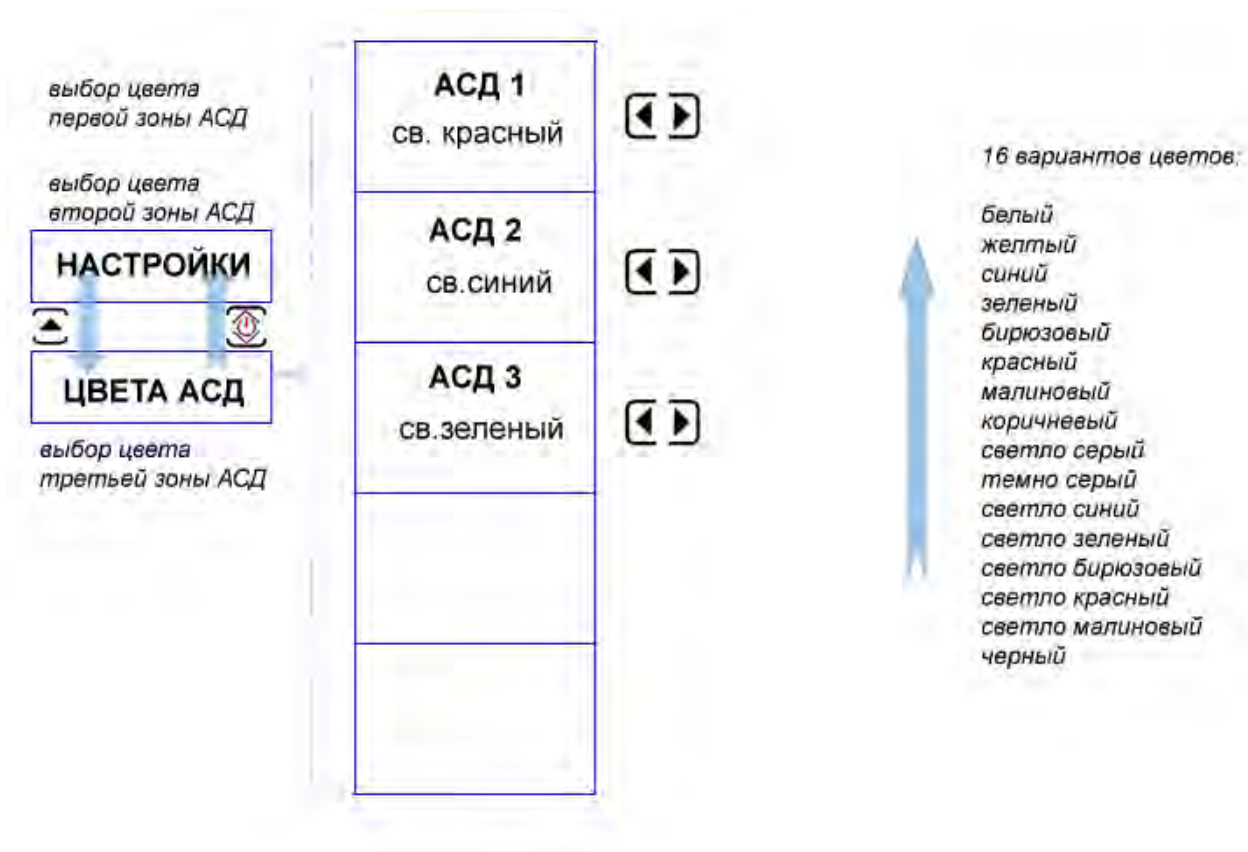 выбор цвета
первой зоны АСД
выбор цвета
второй зоны АСД
НАСТРОЙКИ
ЦВЕТА АСД
выбор цвета
третьей зоны АСД
АСД 1
св. красный
АСД 2
св.синий
АСД 3
св.зеленый
16 вариантов цветов:
белый
желтый
синий
зеленый
бирюзовый
красный
малиновый
коричневый
светло серый
темно серый
светло синий
светло зеленый
светло бирюзовый
светло красный
светло малиновый
черный